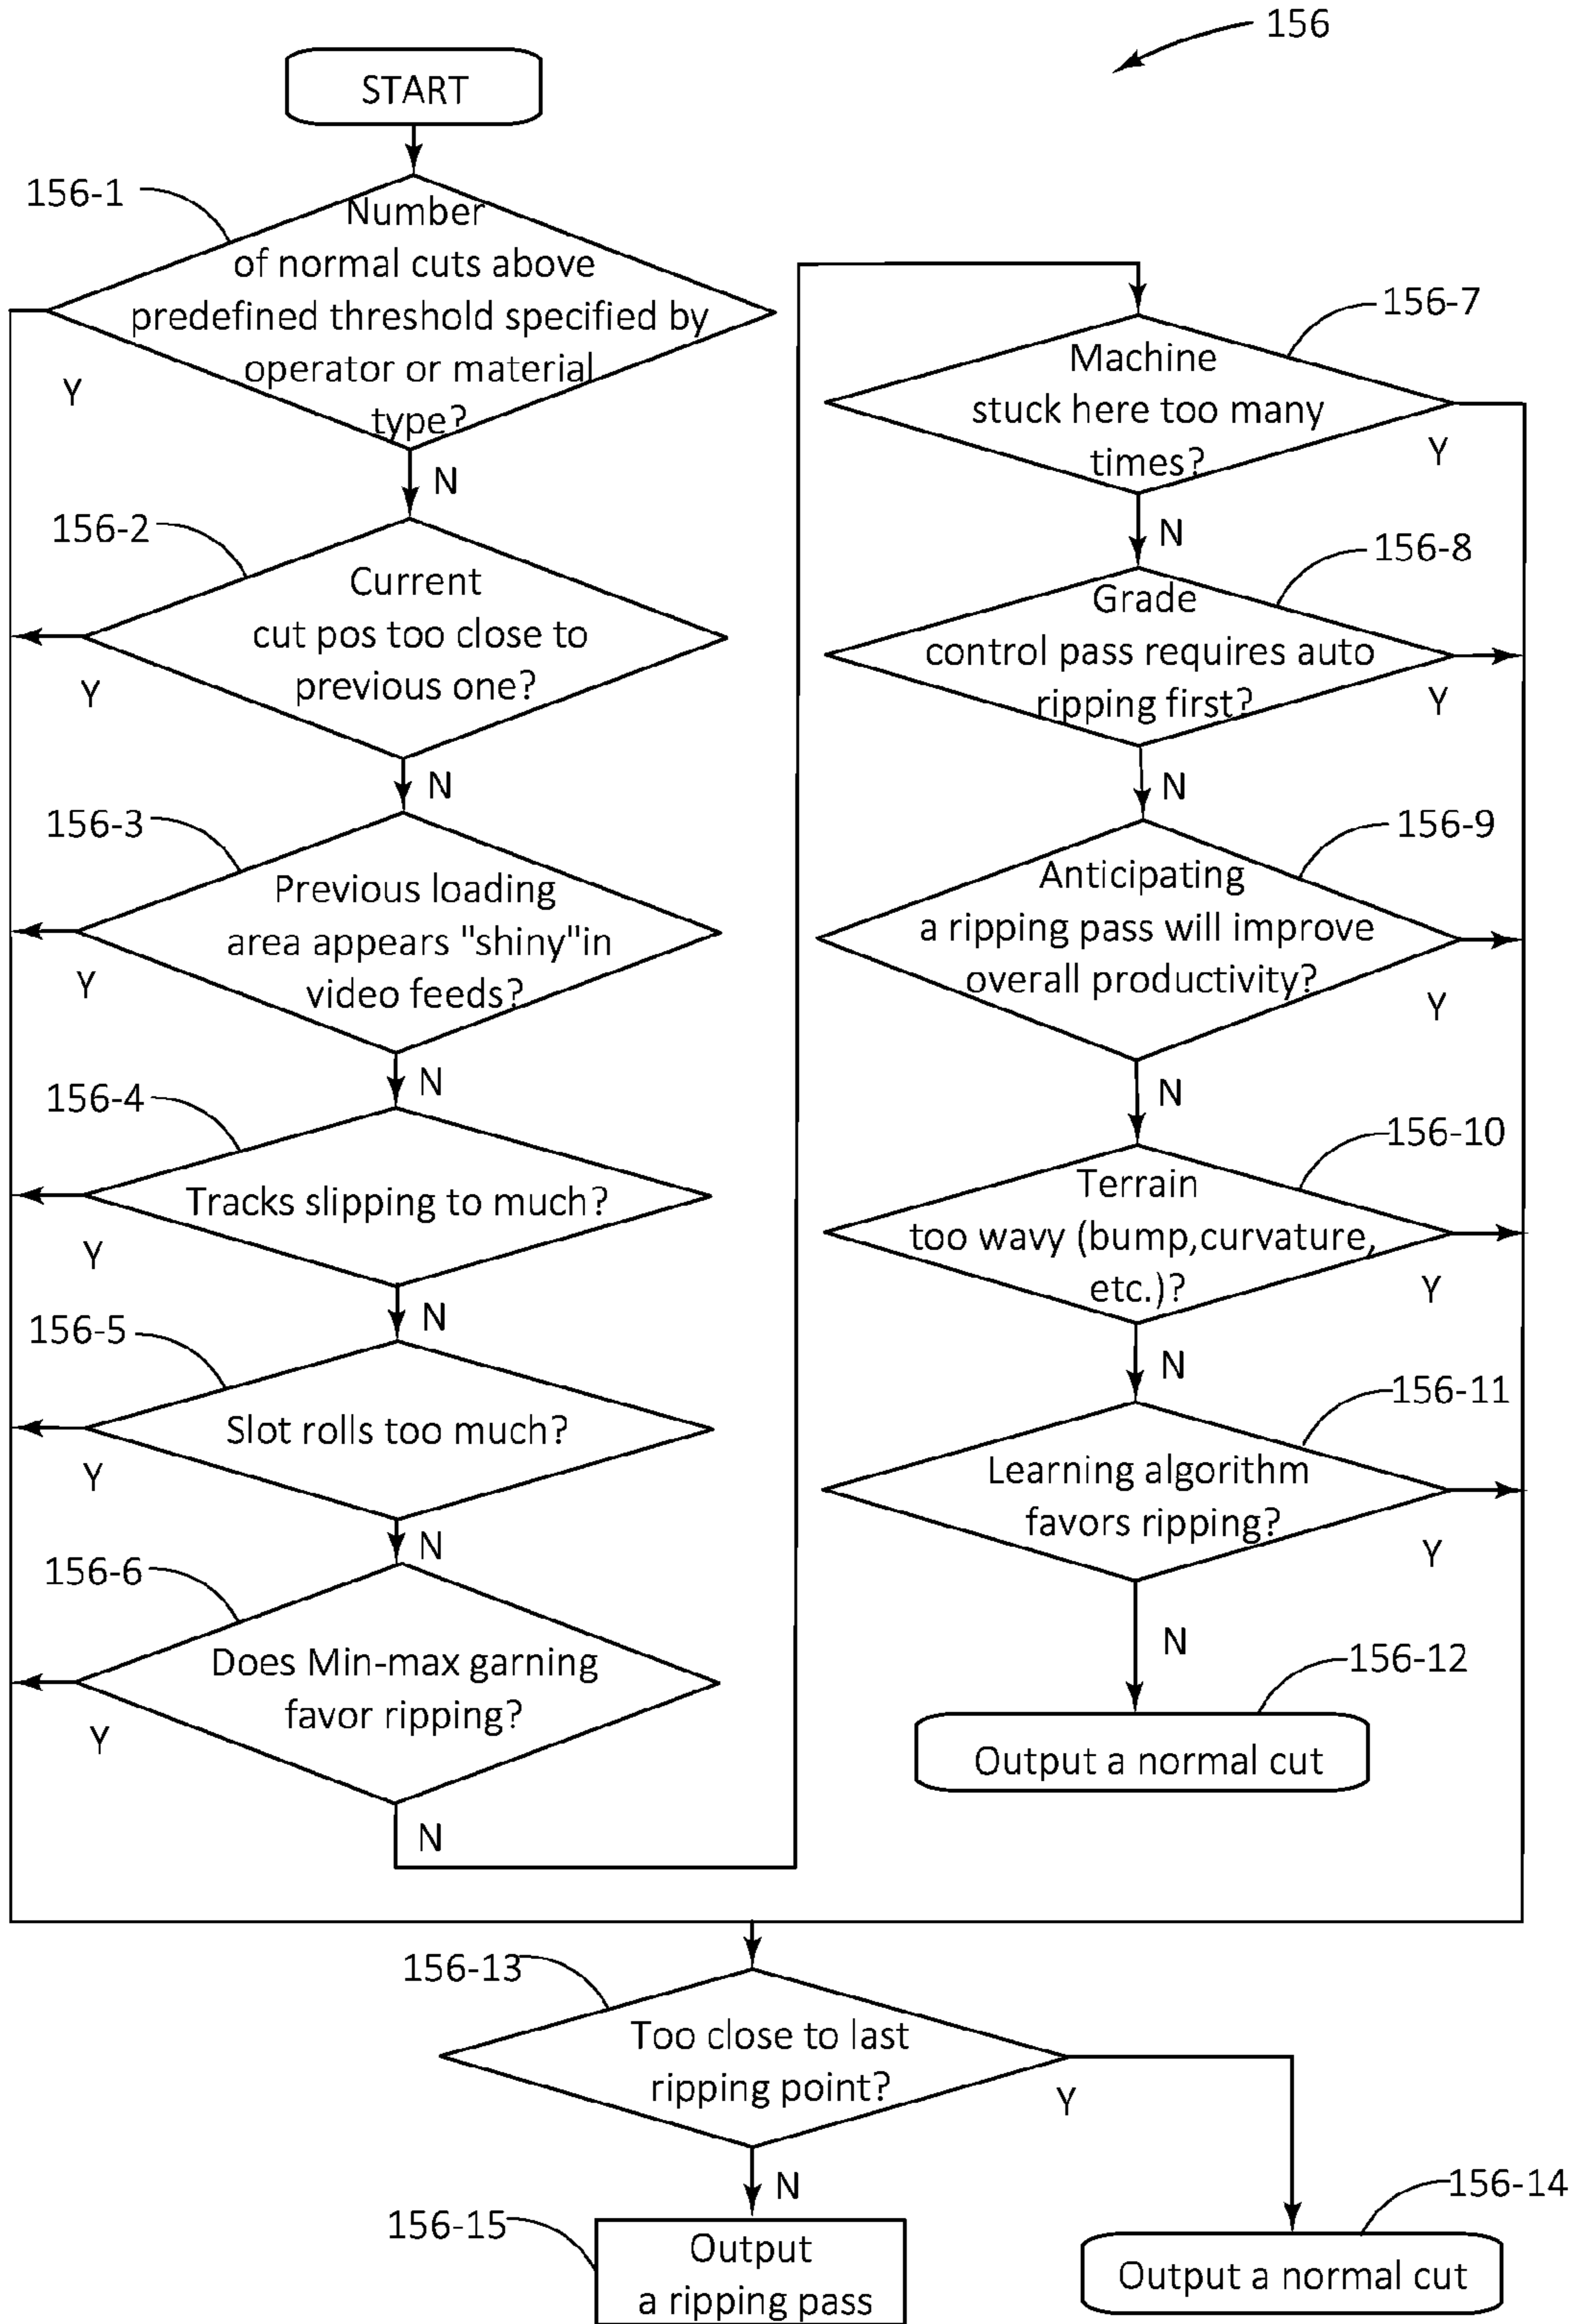 156
START
156-1
Number
of normal cuts above
predefined threshold specified by
operator or material
type?
Y
N
156-2
Current
cut pos too close to
previous one?
Y
N
156-3
Previous loading
area appears "shiny"in
video feeds?
Y
N
156-4
Tracks slipping to much?
Y
N
156-5
Slot rolls too much?
Y
N
156-6
Does Min-max garning
favor ripping?
Y
N
156-7
Machine
stuck here too many
times?
Y
N
156-8
Grade
control pass requires auto
ripping first?
Y
N
156-9
Anticipating
a ripping pass will improve
overall productivity?
Y
N
156-10
Terrain
too wavy (bump,curvature,
etc.)?
Y
N
156-11
Learning algorithm
favors ripping?
Y
N
156-12
Output a normal cut
156-13
Too close to last
ripping point?
Y
N
156-14
Output a normal cut
156-15
Output
a ripping pass